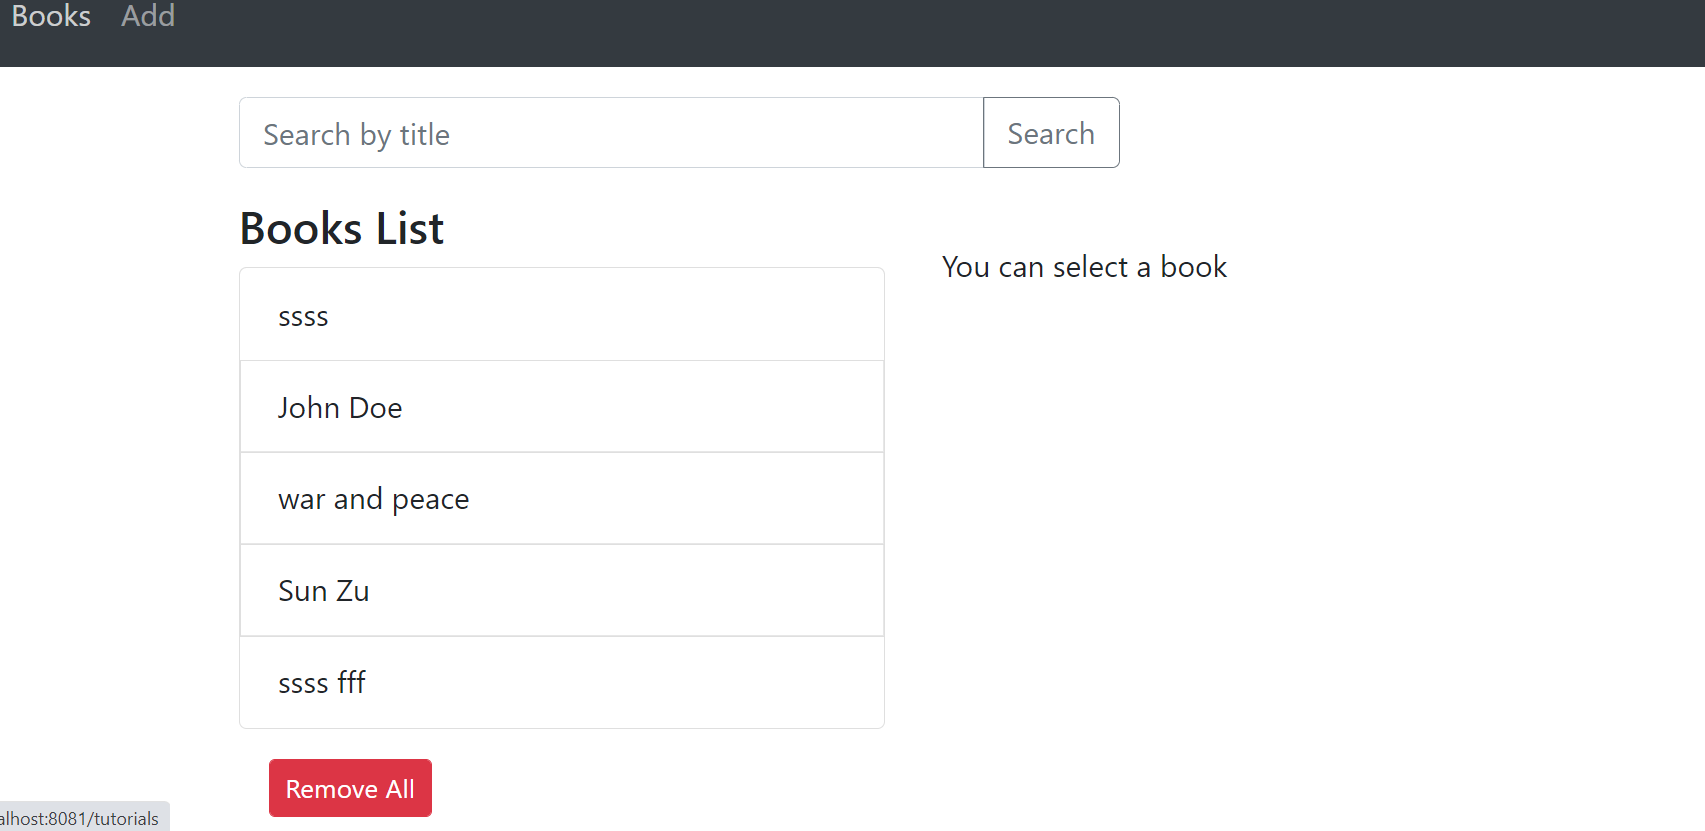 Books Add
Search by title Search
Books List
You can select a book
ssss
John Doe
war and peace
Sun Zu
ssss fff
Remove All
alhost:8081/tutorials